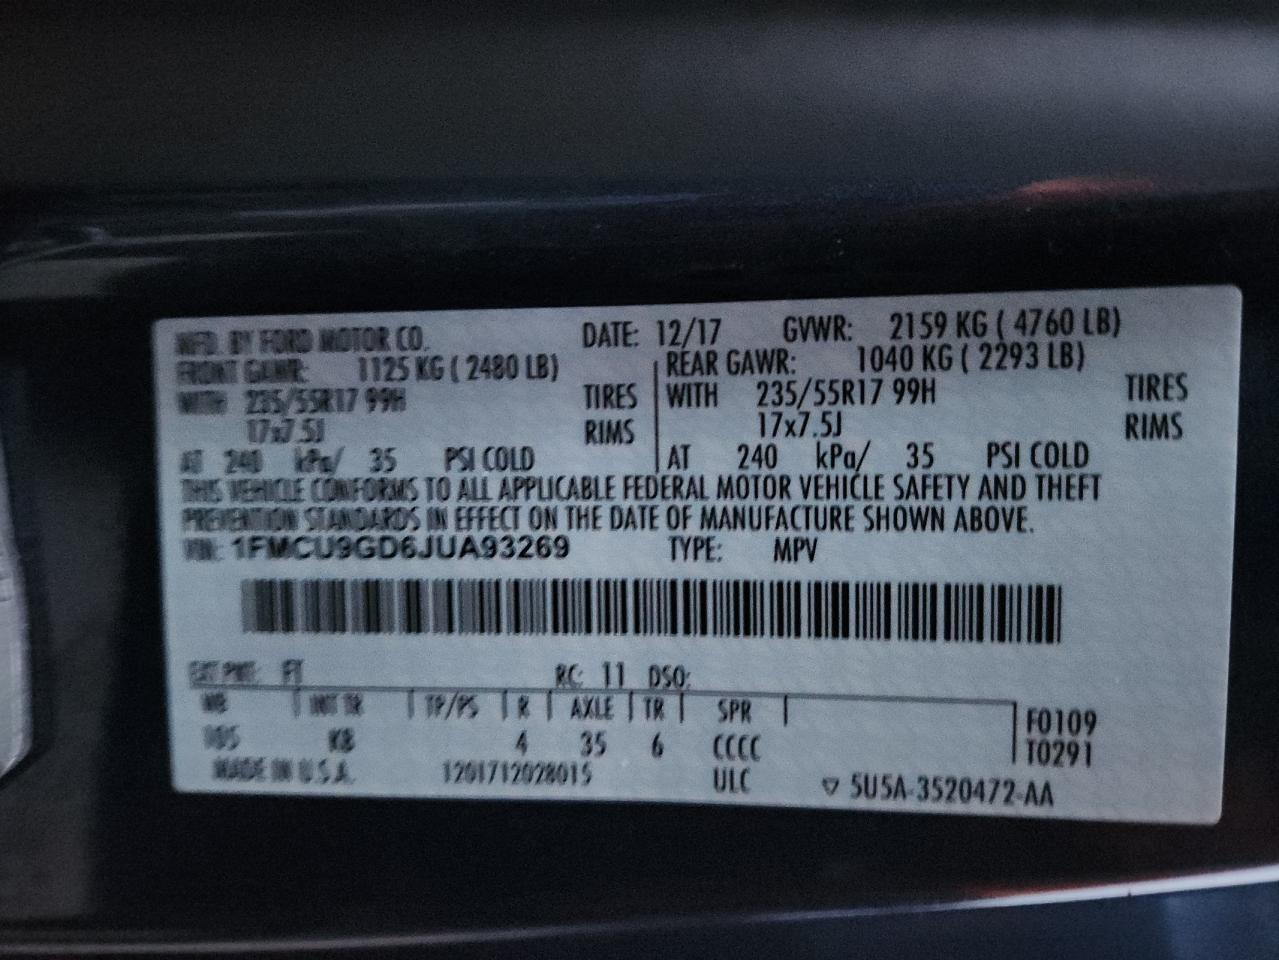 MFD. BY FORD MOTOR CO. DATE: 12/17 GVWR: 2159 KG ( 4760 LB)
FRONT GAWR: 1125 KG ( 2480 LB) REAR GAWR: 1040 KG ( 2293 LB)
WITH 235/55R17 99H TIRES WITH 235/55R17 99H TIRES
17x7.5J RIMS 17x7.5J RIMS
AT 240 kPa/ 35 PSI COLD AT 240 kPa/ 35 PSI COLD
THIS VEHICLE CONFORMS TO ALL APPLICABLE FEDERAL MOTOR VEHICLE SAFETY AND THEFT
PREVENTION STANDARDS IN EFFECT ON THE DATE OF MANUFACTURE SHOWN ABOVE.
VIN: 1FMCU9GD6JUA93269 TYPE: MPV
EXT PNT: FT RC: 11 DSO:
WB INT TR TP/PS R AXLE TR SPR F0109
105 KB 4 35 6 CCCC T0291
MADE IN U.S.A. 1201712028015 ULC ▽ 5U5A-3520472-AA